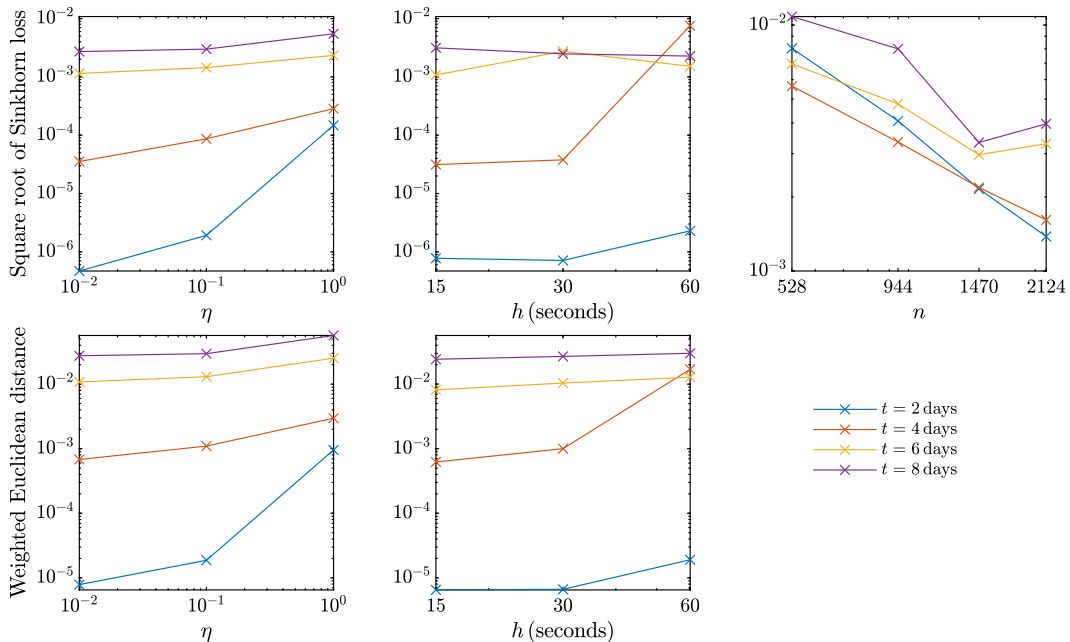 Square root of Sinkhorn loss
10⁻²
10⁻³
10⁻⁴
10⁻⁵
10⁻⁶
10⁻² 10⁻¹ 10⁰
η
10⁻²
10⁻³
10⁻⁴
10⁻⁵
10⁻⁶
15 30 60
h (seconds)
10⁻²
10⁻³
528 944 1470 2124
n
Weighted Euclidean distance
10⁻²
10⁻³
10⁻⁴
10⁻⁵
10⁻² 10⁻¹ 10⁰
η
10⁻²
10⁻³
10⁻⁴
10⁻⁵
15 30 60
h (seconds)
t = 2 days
t = 4 days
t = 6 days
t = 8 days